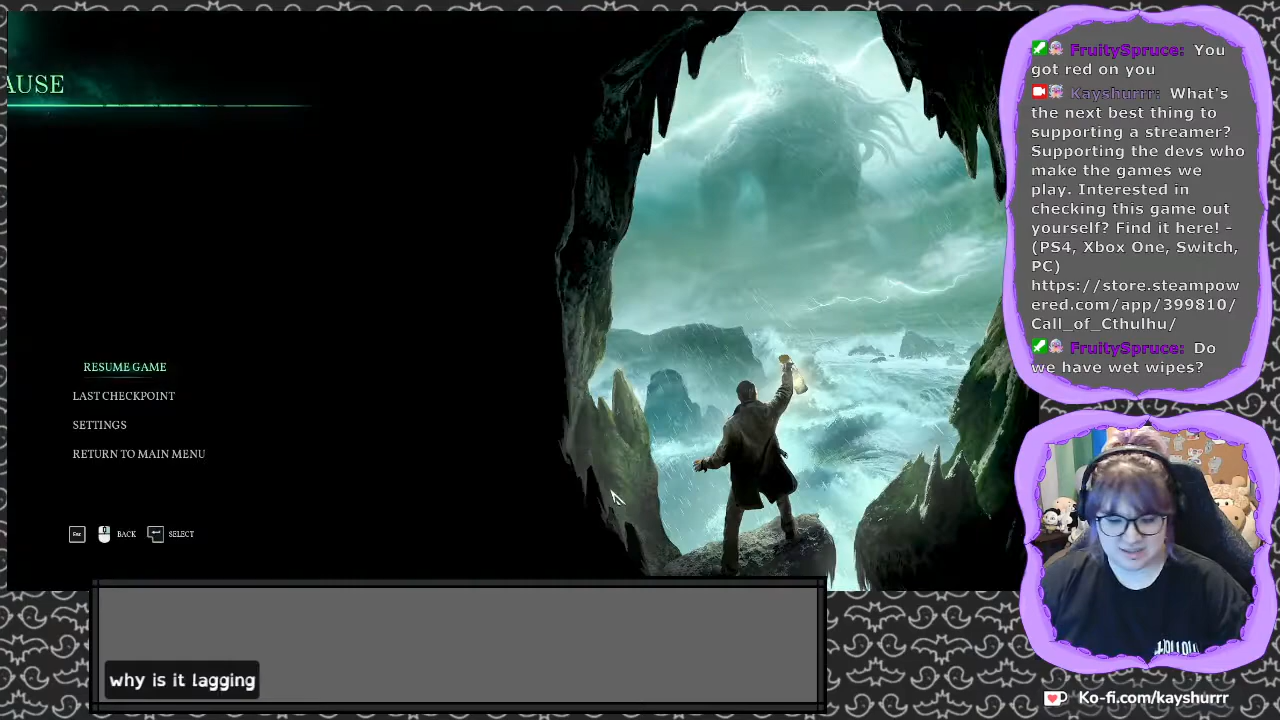 AUSE
RESUME GAME
LAST CHECKPOINT
SETTINGS
RETURN TO MAIN MENU
Esc
BACK
SELECT
FruitySpruce: You
got red on you
Kayshurrr: What's
the next best thing to
supporting a streamer?
Supporting the devs who
make the games we
play. Interested in
checking this game out
yourself? Find it here! -
(PS4, Xbox One, Switch,
PC)
https://store.steampow
ered.com/app/399810/
Call_of_Cthulhu/
FruitySpruce: Do
we have wet wipes?
why is it lagging
Ko-fi.com/kayshurrr